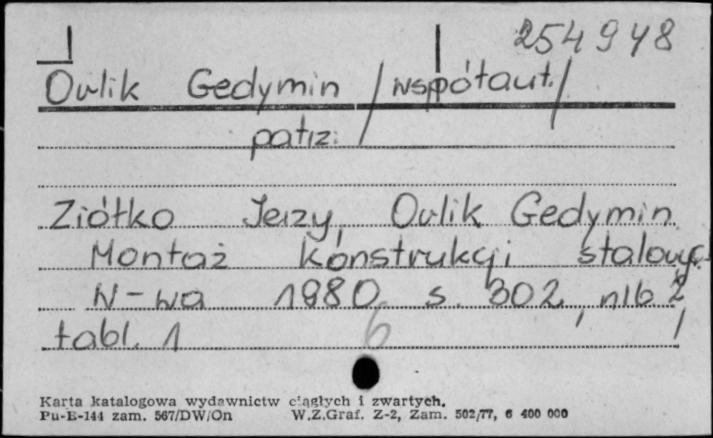 254948
Orlik Gedymin /współaut./
patrz:
Ziółko Jerzy, Orlik Gedymin
Montaż konstrukcji stalowyc
W-wa 1980 s. 302, nlb 2,
tabl. 1
6
Karta katalogowa wydawnictw ciągłych i zwartych.
Pu-E-144 zam. 567/DW/On W.Z.Graf. Z-2, Zam. 502/77, 6 400 000